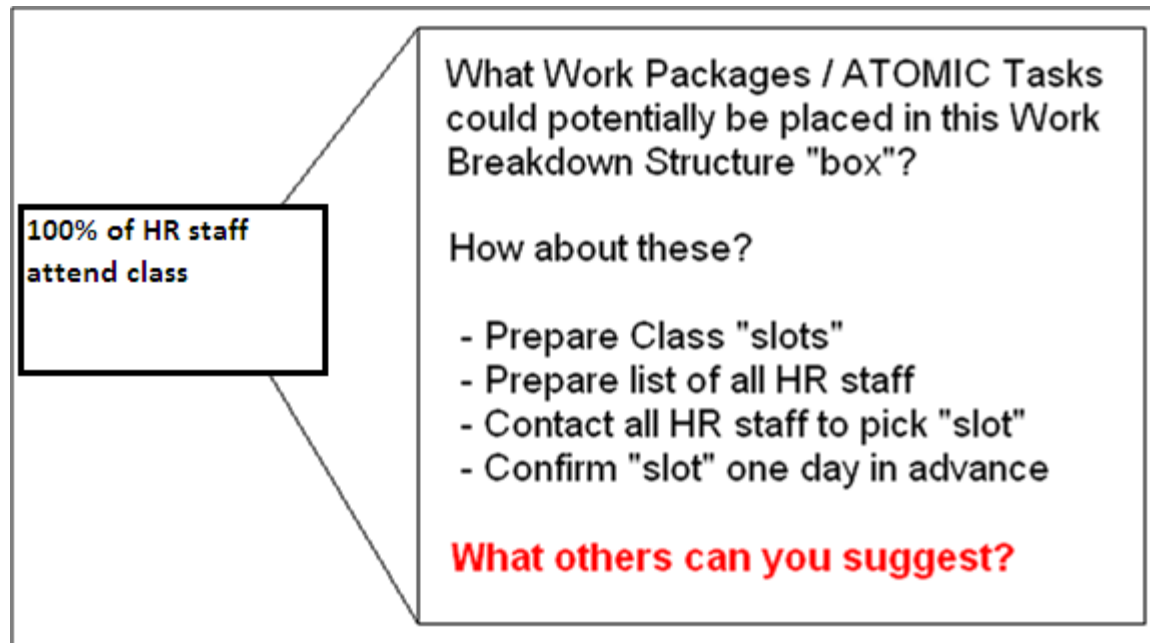 What Work Packages / ATOMIC Tasks
could potentially be placed in this Work
Breakdown Structure "box"?
100% of HR staff
attend class
How about these?
- Prepare Class "slots"
- Prepare list of all HR staff
- Contact all HR staff to pick "slot"
- Confirm "slot" one day in advance
What others can you suggest?